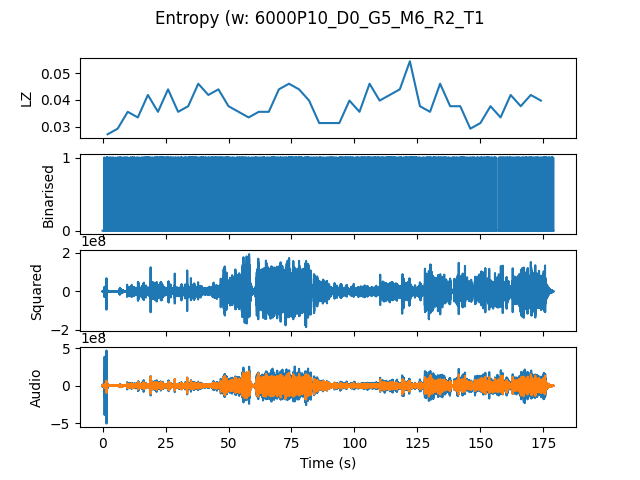 Entropy (w: 6000P10_D0_G5_M6_R2_T1
LZ
0.05
0.04
0.03
Binarised
1
0
1e8
Squared
2
0
−2
1e8
Audio
5
0
−5
0 25 50 75 100 125 150 175
Time (s)